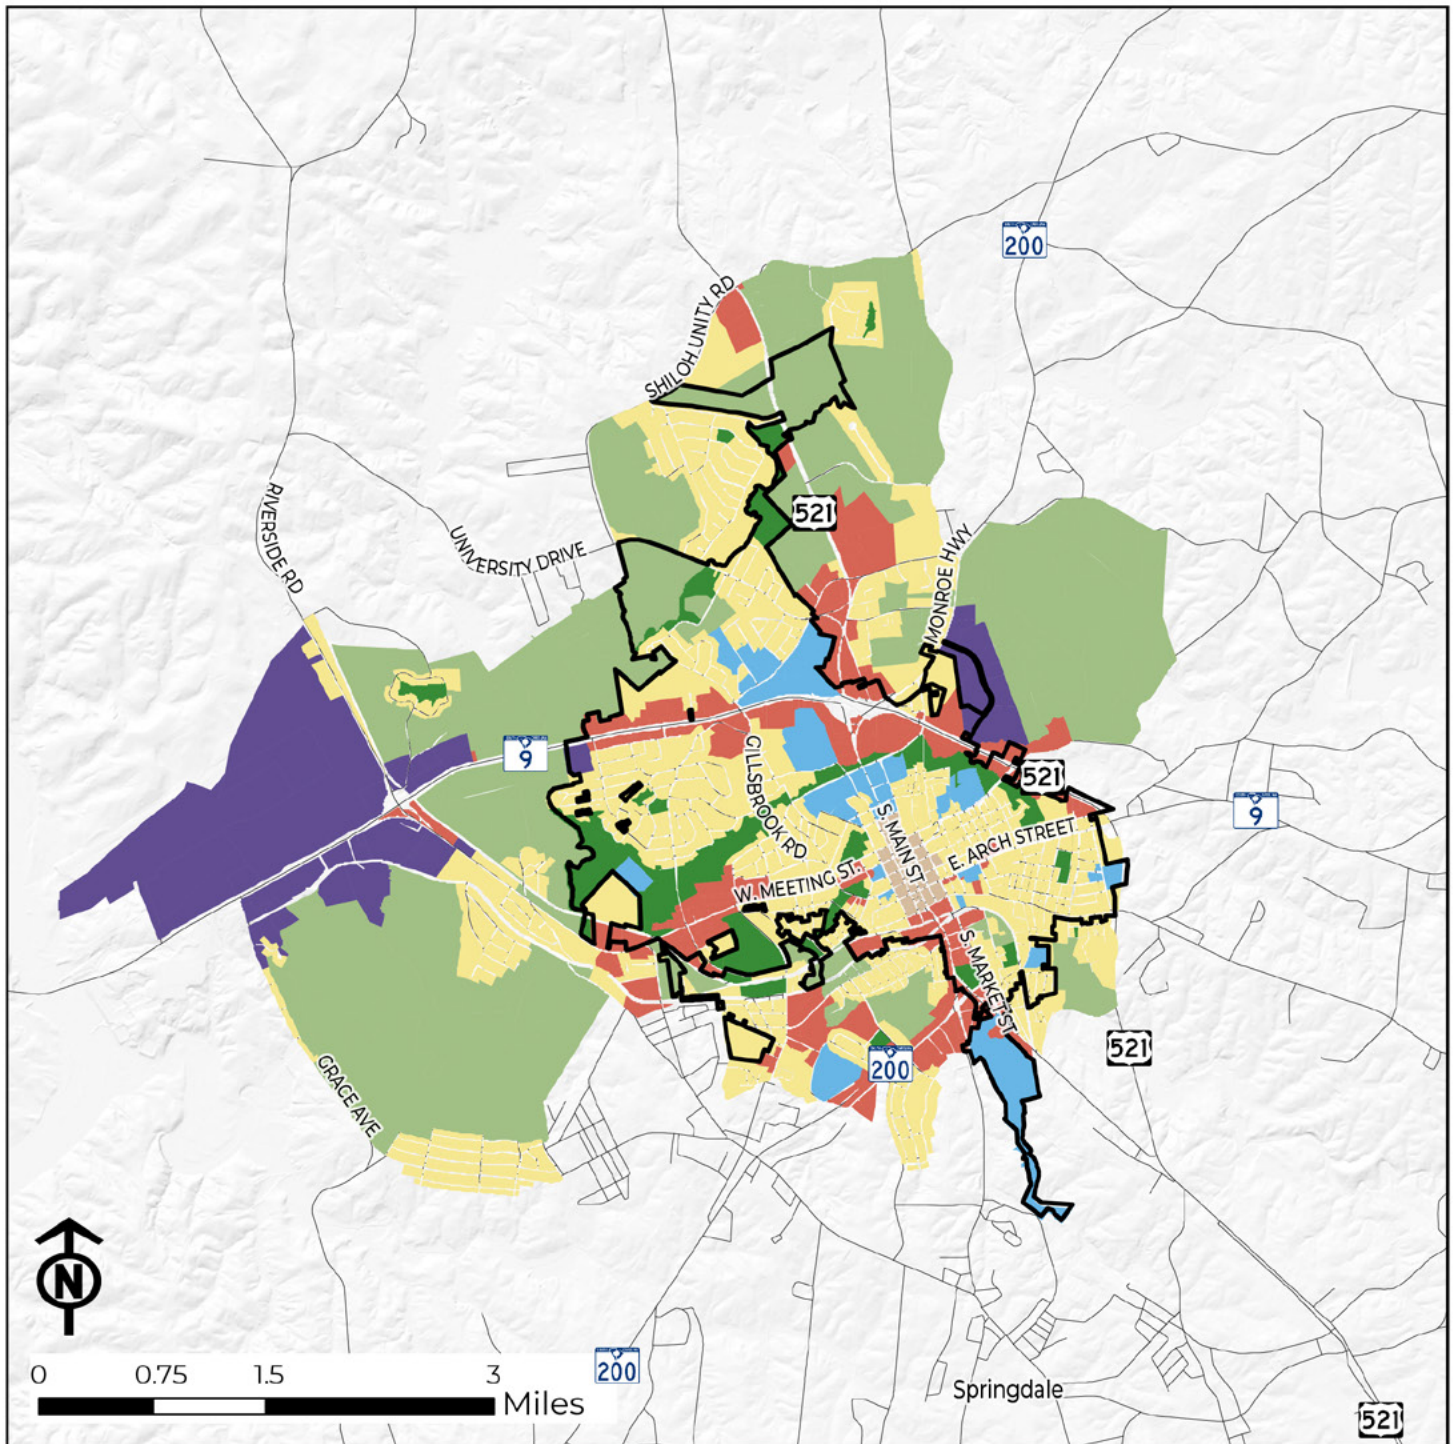 200
SHILOH UNITY RD
521
RIVERSIDE RD
UNIVERSITY DRIVE
MONROE HWY
9
GILLSBROOK RD
521
9
S. MAIN ST
E. ARCH STREET
W. MEETING ST.
S. MARKET ST
521
200
GRACE AVE
N
0 0.75 1.5 3
Miles
200
Springdale
521